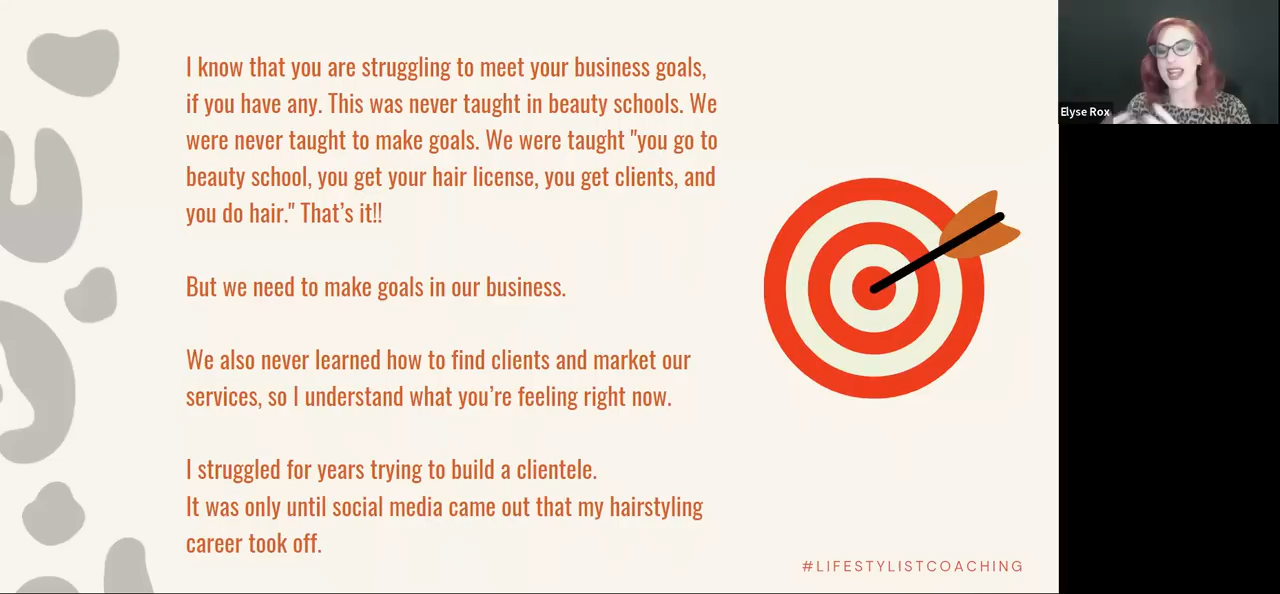 I know that you are struggling to meet your business goals,
if you have any. This was never taught in beauty schools. We
were never taught to make goals. We were taught "you go to
beauty school, you get your hair license, you get clients, and
you do hair." That’s it!!
But we need to make goals in our business.
We also never learned how to find clients and market our
services, so I understand what you’re feeling right now.
I struggled for years trying to build a clientele.
It was only until social media came out that my hairstyling
career took off.
#LIFESTYLISTCOACHING
Elyse Rox